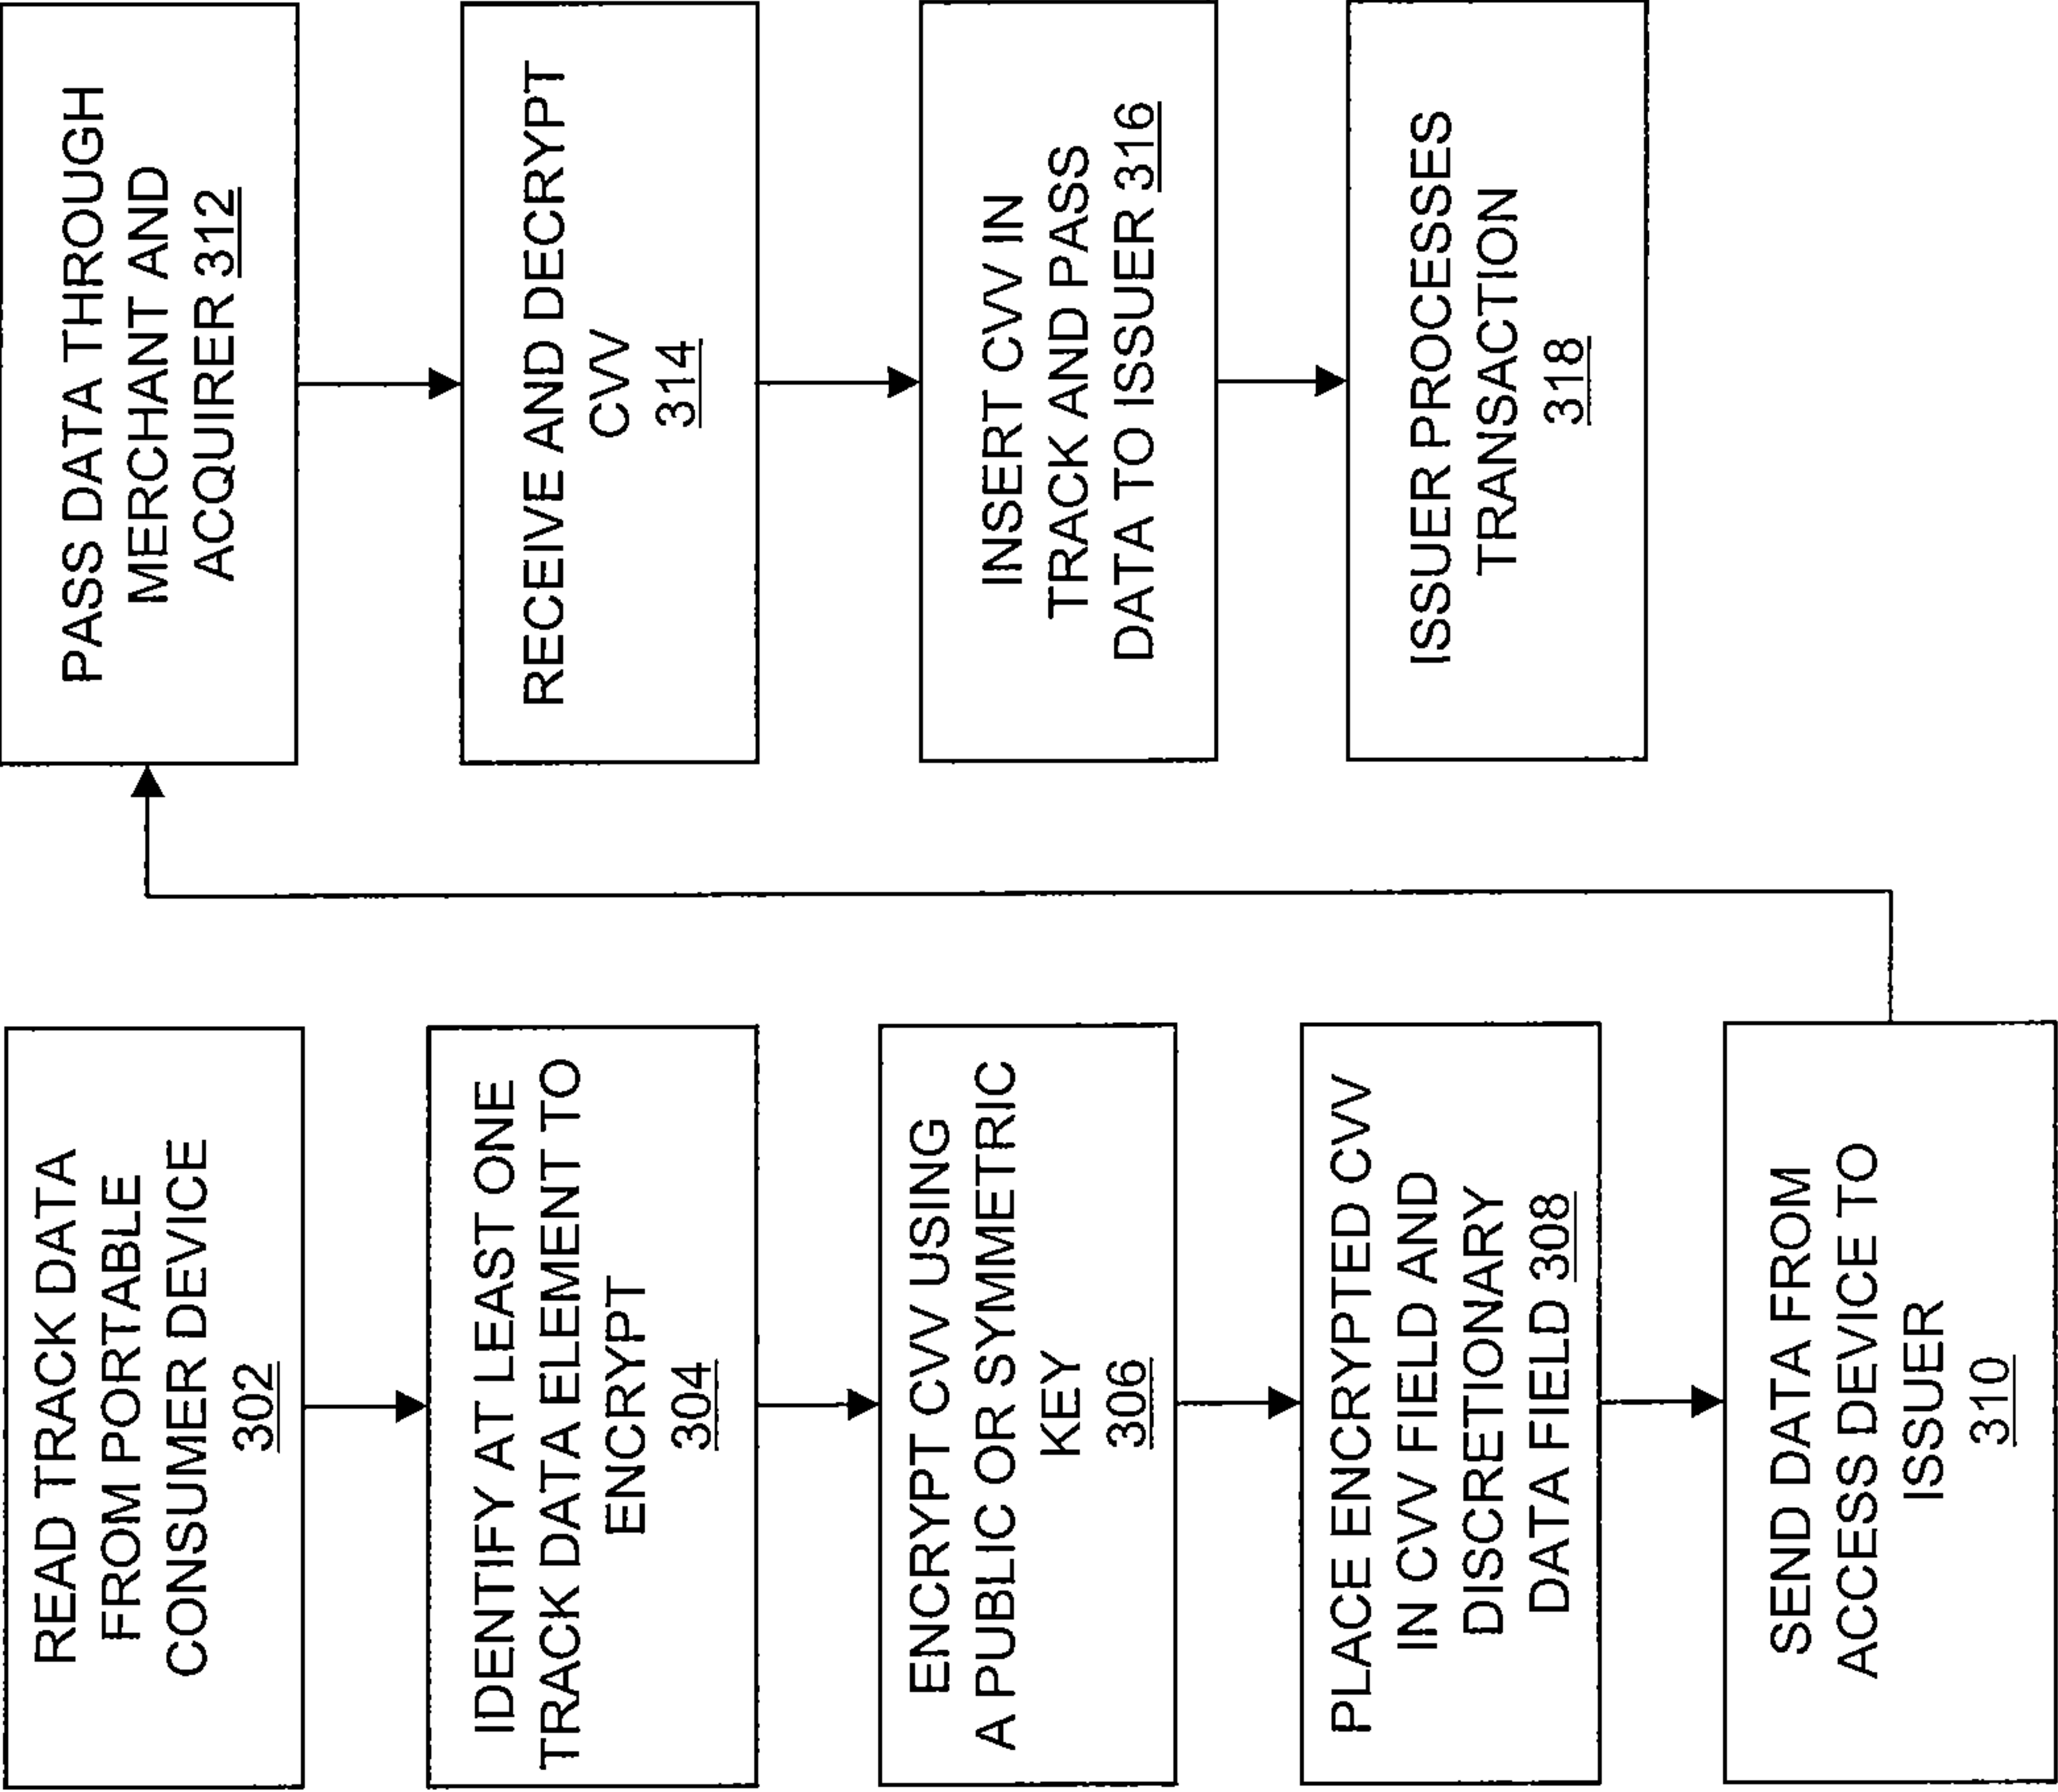 READ TRACK DATA
FROM PORTABLE
CONSUMER DEVICE
302
IDENTIFY AT LEAST ONE
TRACK DATA ELEMENT TO
ENCRYPT
304
ENCRYPT CVV USING
A PUBLIC OR SYMMETRIC
KEY
306
PLACE ENCRYPTED CVV
IN CVV FIELD AND
DISCRETIONARY
DATA FIELD 308
SEND DATA FROM
ACCESS DEVICE TO
ISSUER
310
PASS DATA THROUGH
MERCHANT AND
ACQUIRER 312
RECEIVE AND DECRYPT
CVV
314
INSERT CVV IN
TRACK AND PASS
DATA TO ISSUER 316
ISSUER PROCESSES
TRANSACTION
318